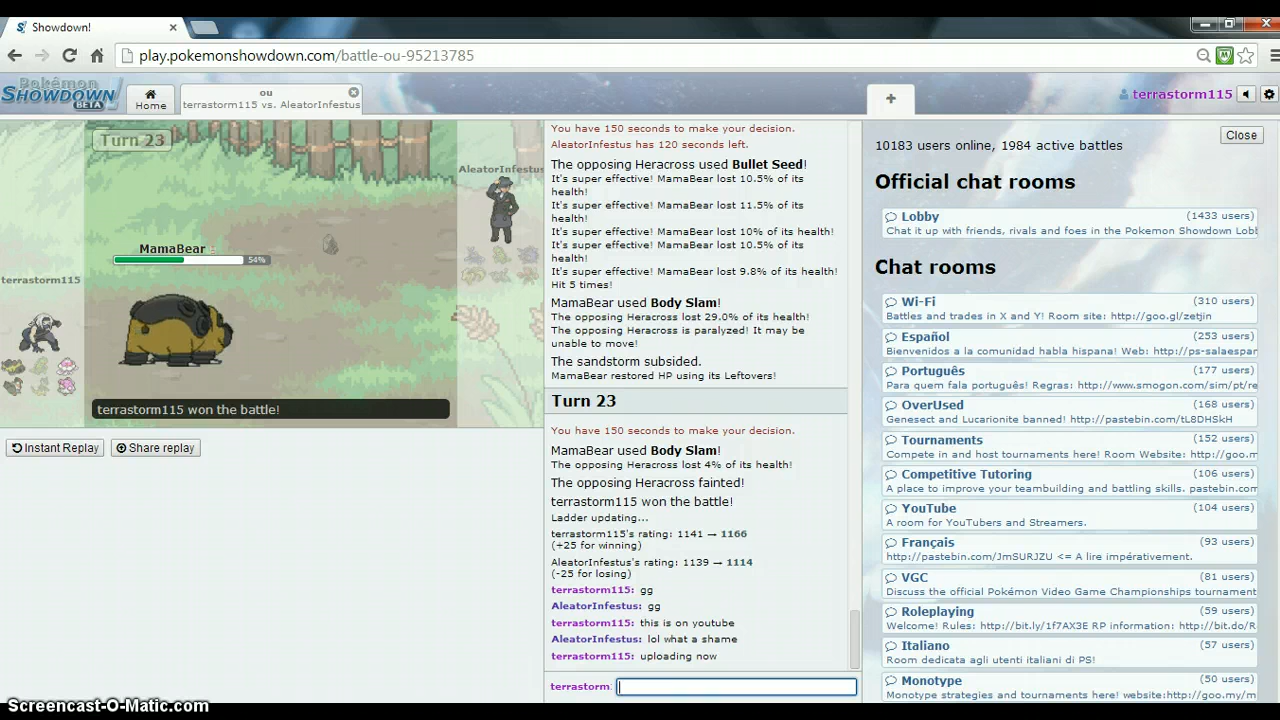 Showdown!
play.pokemonshowdown.com/battle-ou-95213785
Pokémon
SHOWDOWN
BETA
Home
ou
terrastorm115 vs. AleatorInfestus
+
terrastorm115
Turn 23
AleatorInfestus
MamaBear
54%
terrastorm115
terrastorm115 won the battle!
Instant Replay
Share replay
You have 150 seconds to make your decision.
AleatorInfestus has 120 seconds left.
The opposing Heracross used Bullet Seed!
It's super effective! MamaBear lost 10.5% of its
health!
It's super effective! MamaBear lost 11.5% of its
health!
It's super effective! MamaBear lost 10% of its health!
It's super effective! MamaBear lost 10.5% of its
health!
It's super effective! MamaBear lost 9.8% of its health!
Hit 5 times!
MamaBear used Body Slam!
The opposing Heracross lost 29.0% of its health!
The opposing Heracross is paralyzed! It may be
unable to move!
The sandstorm subsided.
MamaBear restored HP using its Leftovers!
Turn 23
You have 150 seconds to make your decision.
MamaBear used Body Slam!
The opposing Heracross lost 4% of its health!
The opposing Heracross fainted!
terrastorm115 won the battle!
Ladder updating...
terrastorm115's rating: 1141 → 1166
(+25 for winning)
AleatorInfestus's rating: 1139 → 1114
(-25 for losing)
terrastorm115: gg
AleatorInfestus: gg
terrastorm115: this is on youtube
AleatorInfestus: lol what a shame
terrastorm115: uploading now
terrastorm:
Close
10183 users online, 1984 active battles
Official chat rooms
Lobby (1433 users)
Chat it up with friends, rivals and foes in the Pokemon Showdown Lobb
Chat rooms
Wi-Fi (310 users)
Battles and trades in X and Y! Room site: http://goo.gl/zetjin
Español (253 users)
Bienvenidos a la comunidad habla hispana! Web: http://ps-salaespar
Português (177 users)
Para quem fala português! Regras: http://www.smogon.com/sim/pt/re
OverUsed (168 users)
Genesect and Lucarionite banned! http://pastebin.com/tL8DHSkH
Tournaments (152 users)
Compete in and host tournaments here! Room Website: http://goo.m
Competitive Tutoring (106 users)
A place to improve your teambuilding and battling skills. pastebin.com
YouTube (104 users)
A room for YouTubers and Streamers.
Français (93 users)
http://pastebin.com/JmSURJZU <= A lire impérativement.
VGC (81 users)
Discuss the official Pokémon Video Game Championships tournament
Roleplaying (59 users)
Welcome! Rules: http://bit.ly/1f7AX3E RP information: http://bit.do/R
Italiano (57 users)
Room dedicata agli utenti italiani di PS!
Monotype (50 users)
Monotype strategies and tournaments here! website:http://goo.my/m
Screencast-O-Matic.com